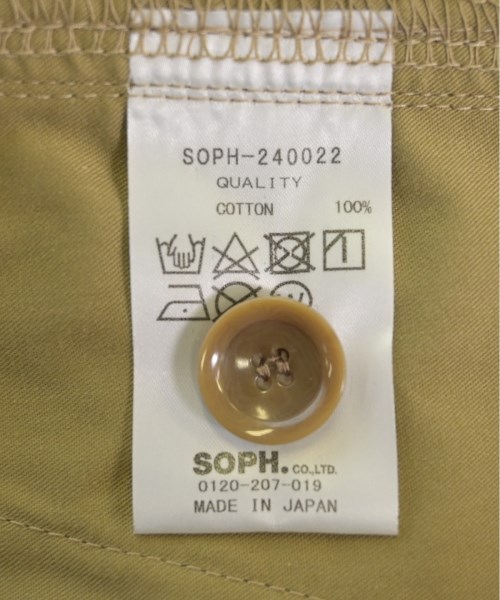 SOPH-240022
QUALITY
COTTON 100%
W
SOPH. CO.,LTD.
0120-207-019
MADE IN JAPAN